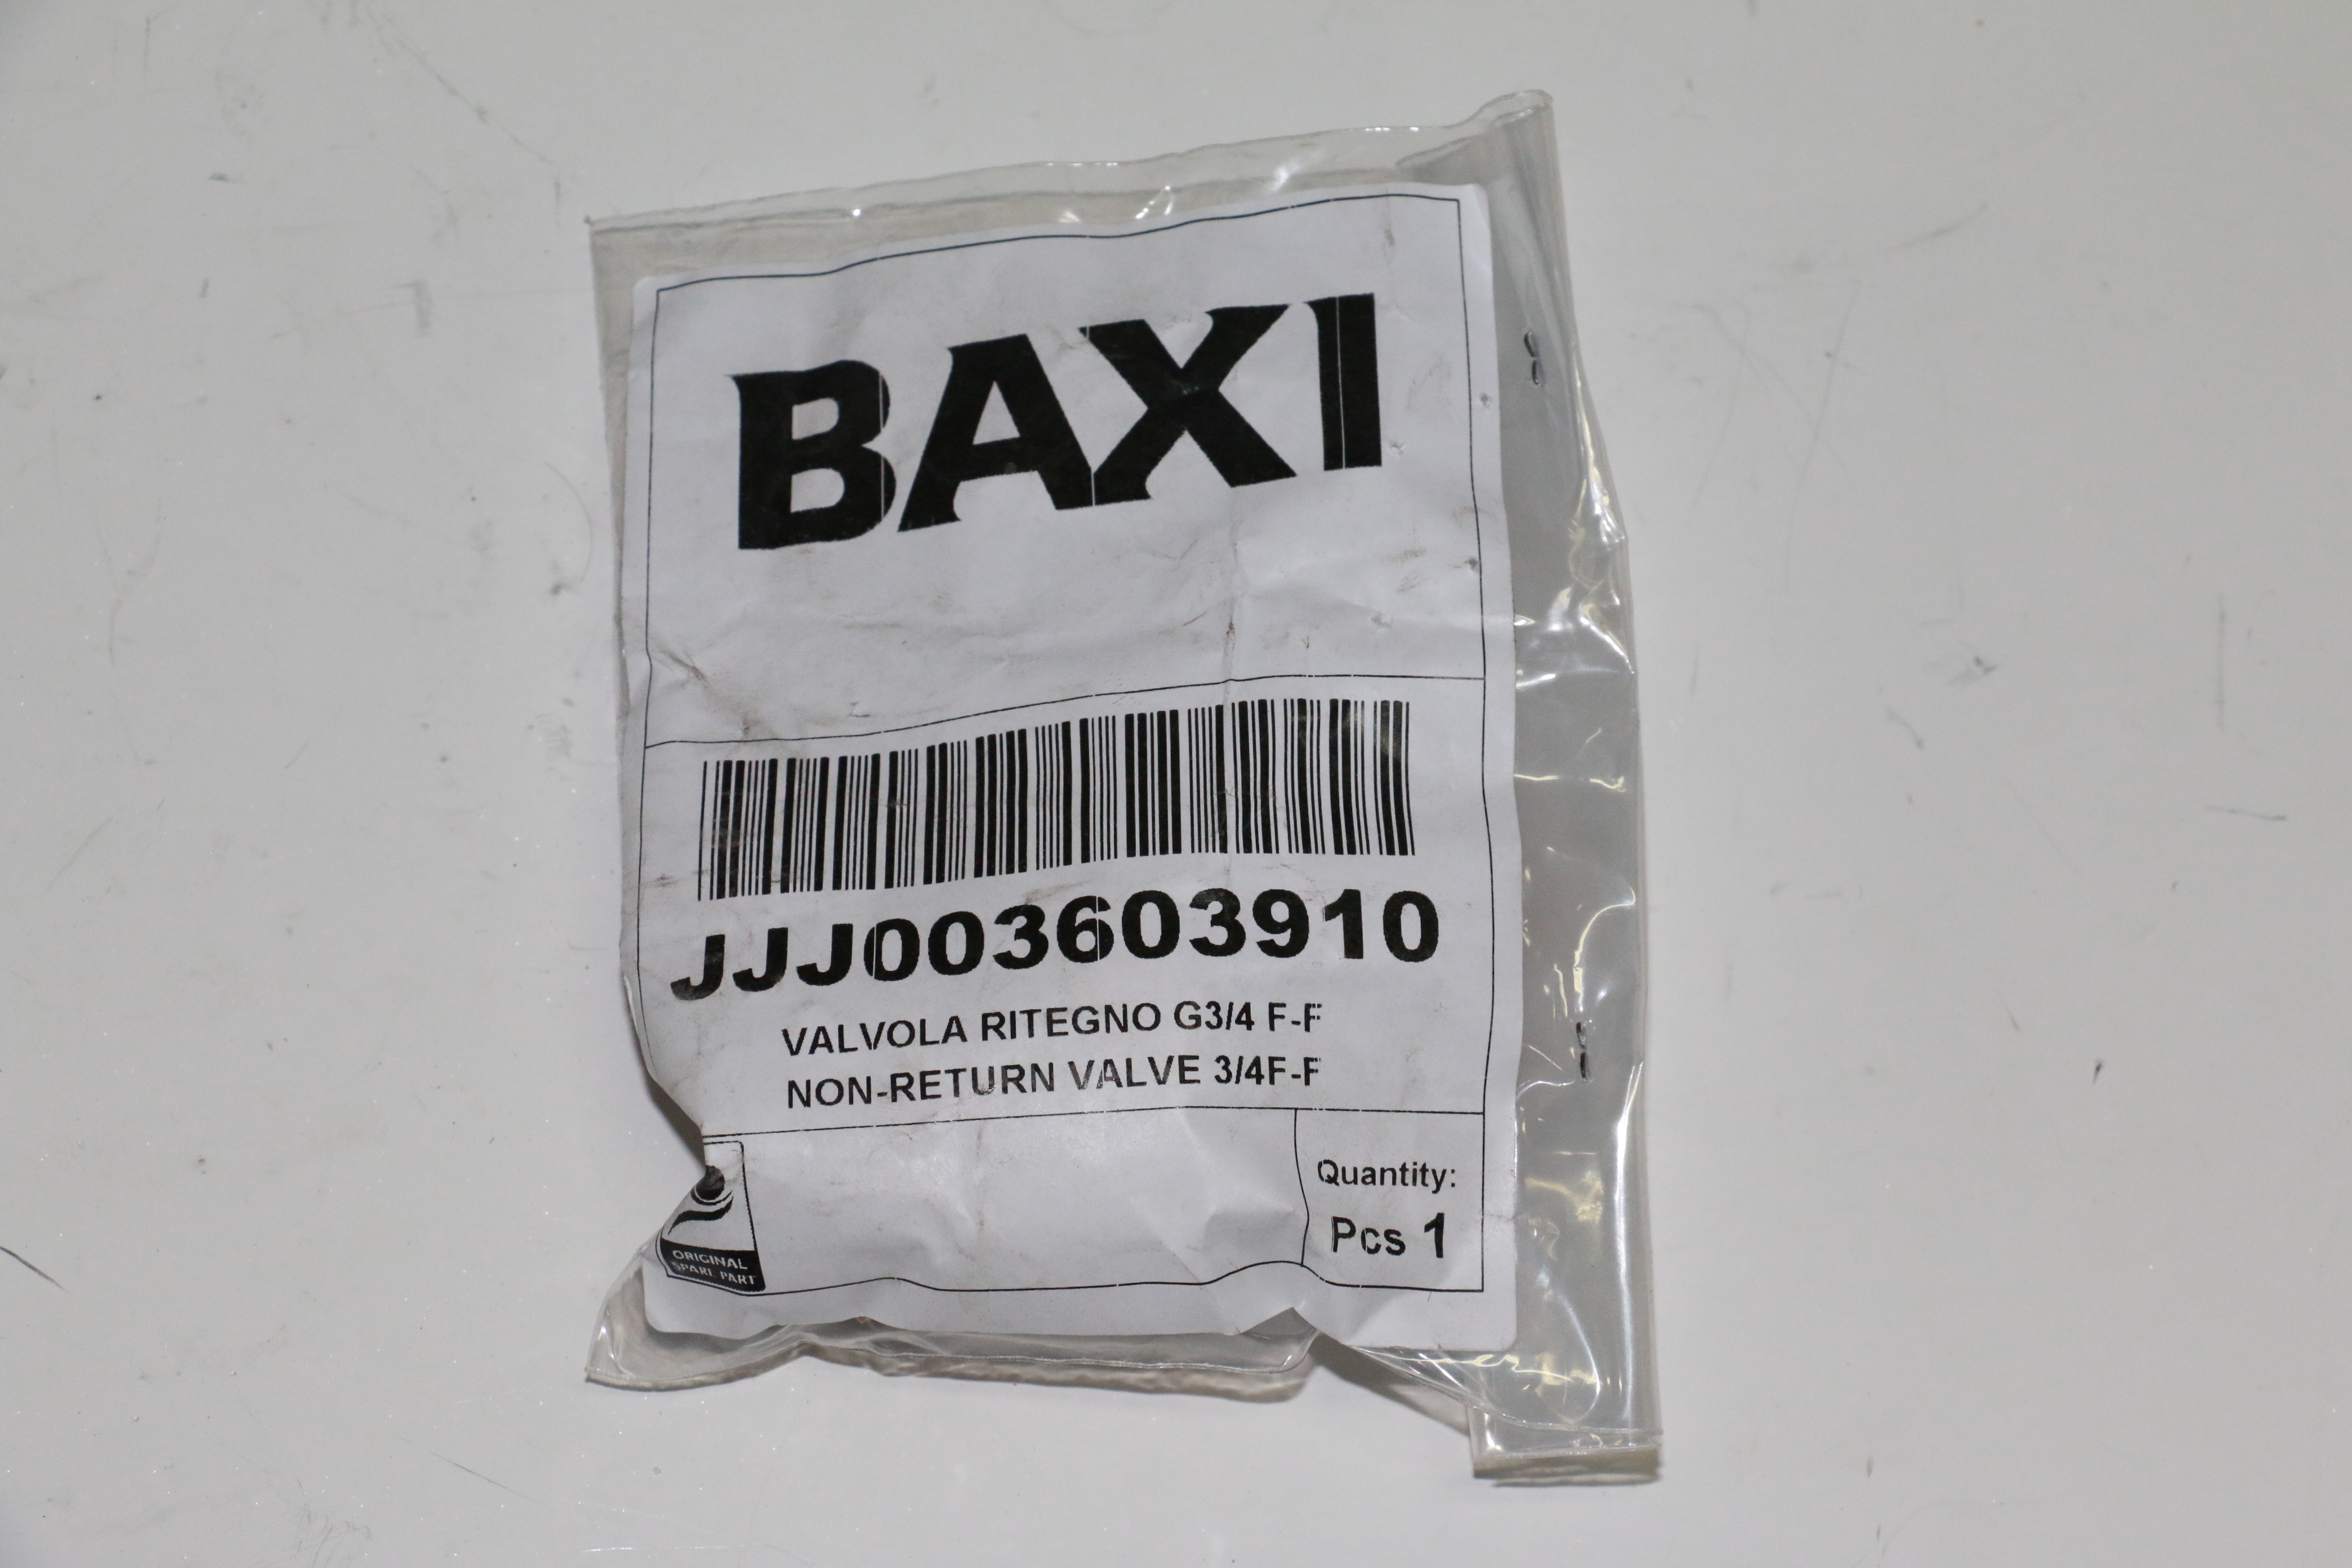 BAXI
JJJ003603910
VALVOLA RITEGNO G3/4 F-F
NON-RETURN VALVE 3/4F-F
Quantity:
Pcs 1
ORIGINAL
SPARE PART